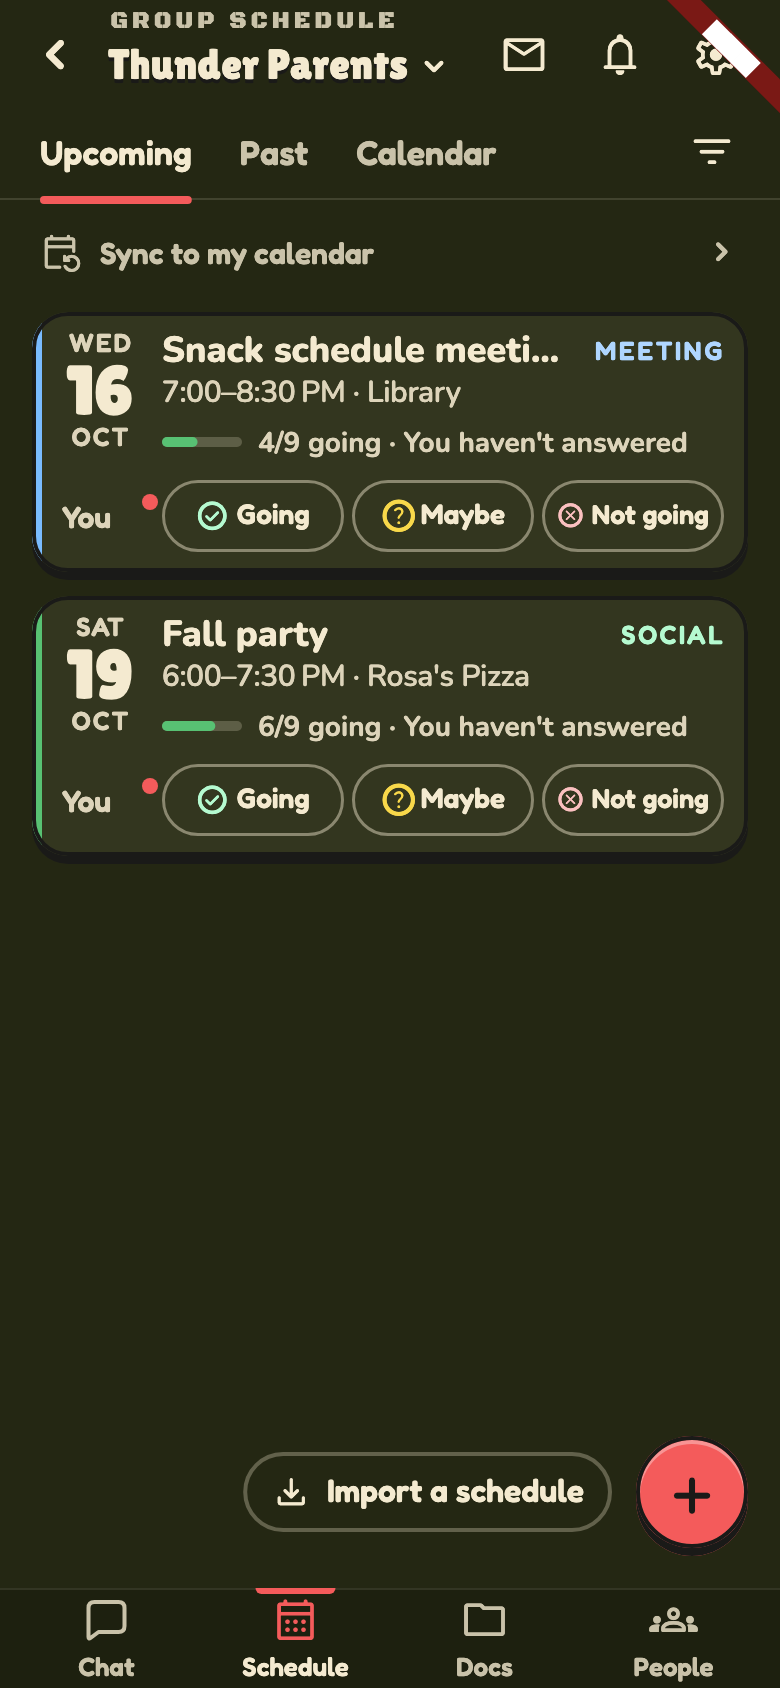 GROUP SCHEDULE
Thunder Parents
Upcoming Past Calendar
Sync to my calendar
WED
16
OCT
Snack schedule meeti...
MEETING
7:00–8:30 PM · Library
4/9 going · You haven't answered
You
Going
Maybe
Not going
SAT
19
OCT
Fall party
SOCIAL
6:00–7:30 PM · Rosa's Pizza
6/9 going · You haven't answered
You
Going
Maybe
Not going
Import a schedule
Chat Schedule Docs People